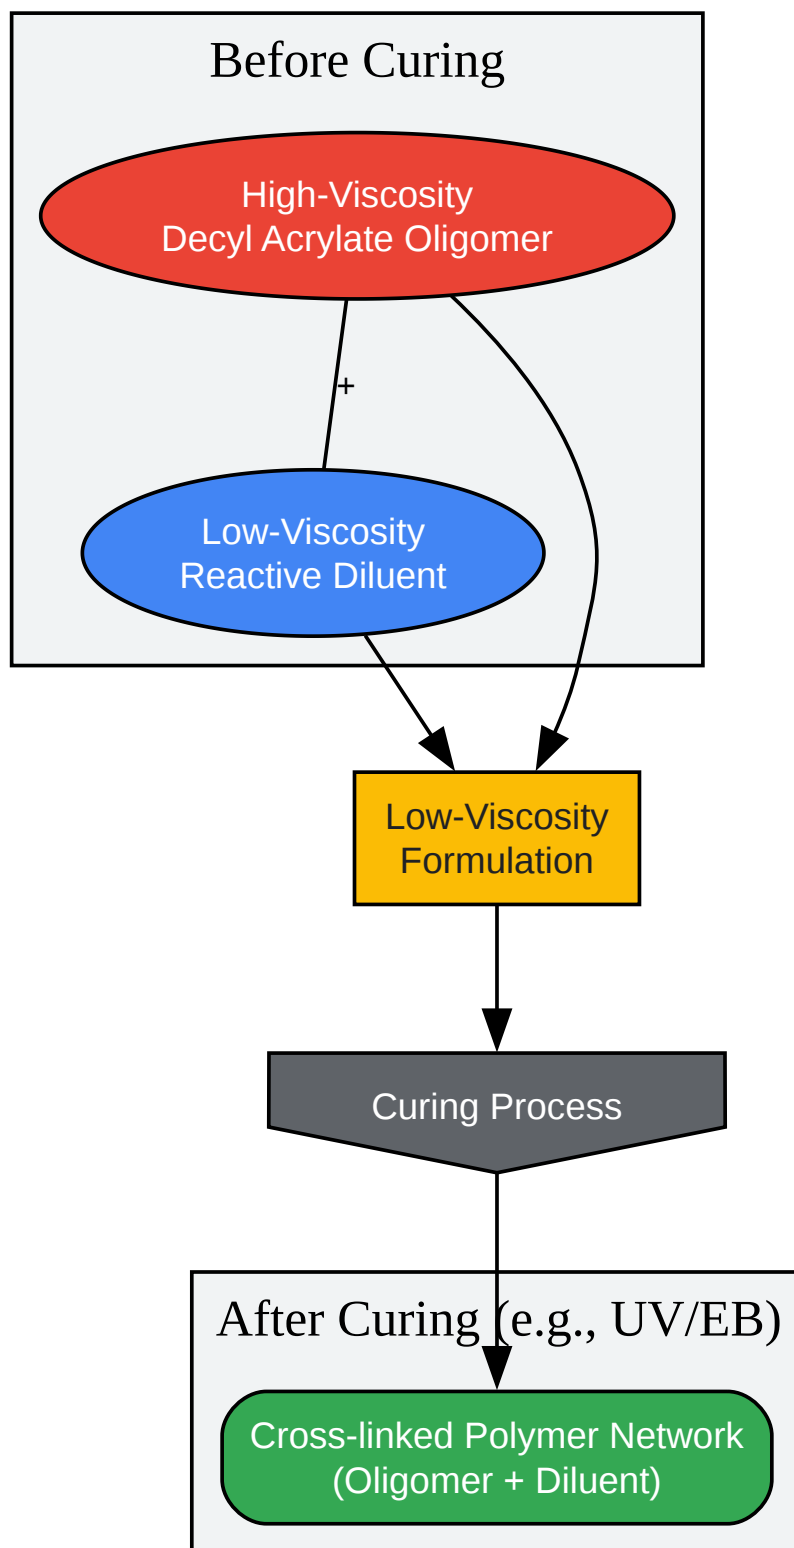 Before Curing
High-Viscosity
Decyl Acrylate Oligomer
+
Low-Viscosity
Reactive Diluent
Low-Viscosity
Formulation
Curing Process
After Curing (e.g., UV/EB)
Cross-linked Polymer Network
(Oligomer + Diluent)